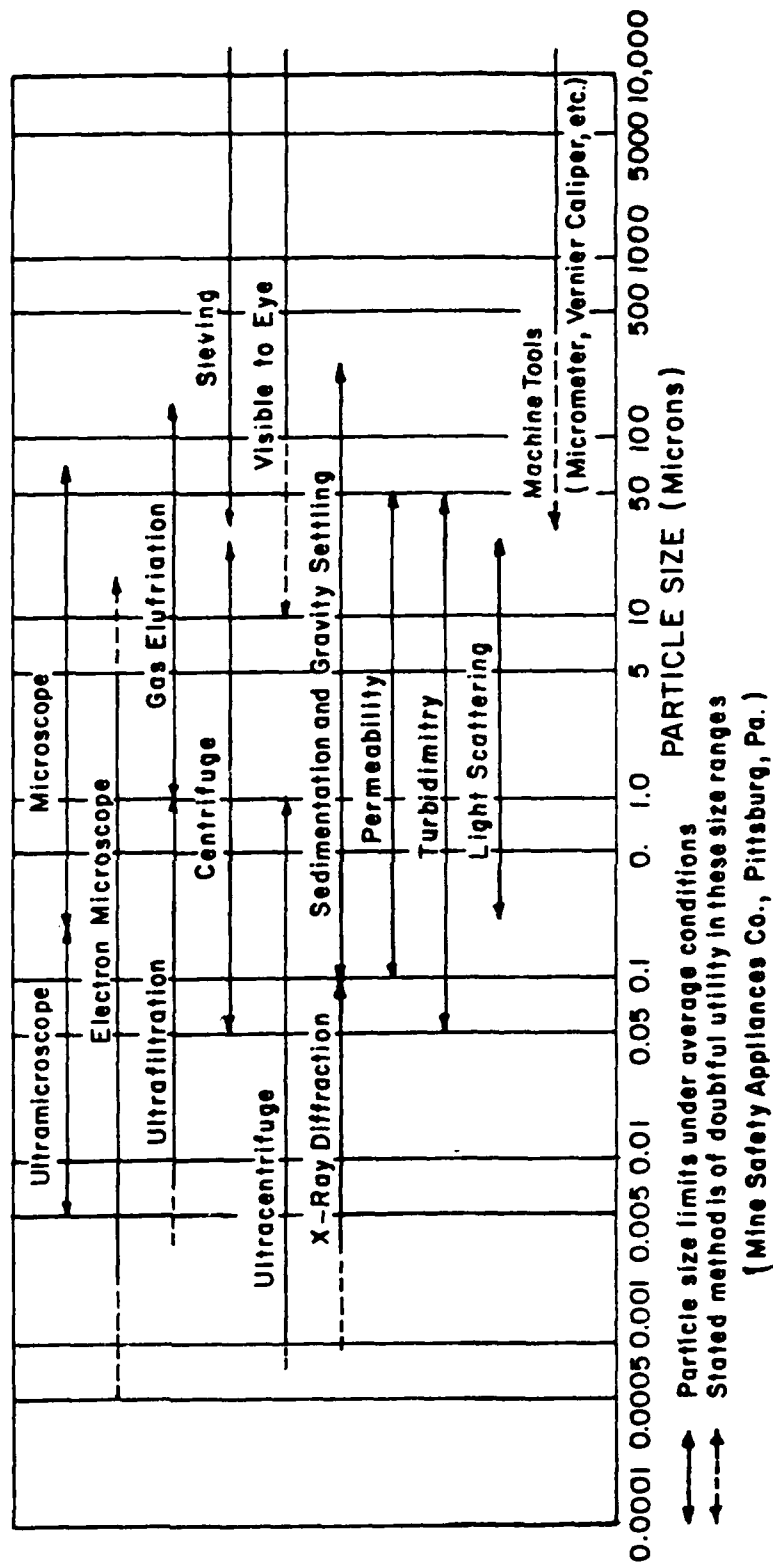 Ultramicroscope
Microscope
Electron Microscope
Ultrafiltration
Gas Elufriation
Centrifuge
Sieving
Ultracentrifuge
Visible to Eye
X-Ray Diffraction
Sedimentation and Gravity Settling
Permeability
Turbidimitry
Light Scattering
Machine Tools
(Micrometer, Vernier Caliper, etc.)
0.0001 0.0005 0.001 0.005 0.01 0.05 0.1 0. 1.0 5 10 50 100 500 1000 5000 10,000
PARTICLE SIZE (Microns)
Particle size limits under average conditions
Stated method is of doubtful utility in these size ranges
(Mine Safety Appliances Co., Pittsburg, Pa.)